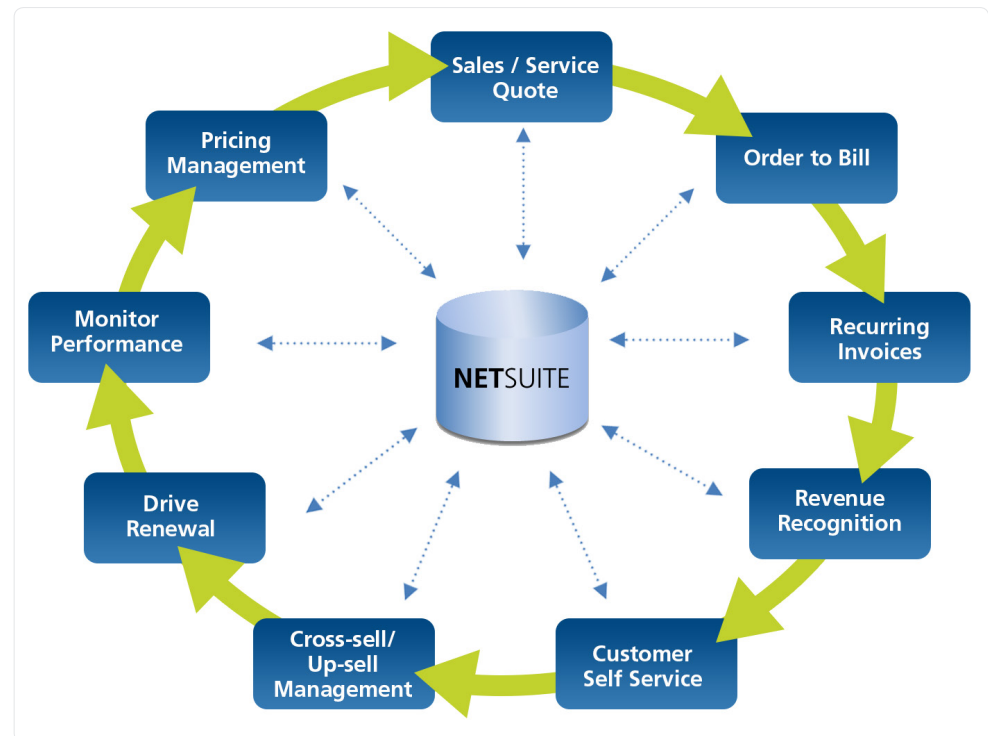 Sales / Service
Quote
Order to Bill
Recurring
Invoices
Revenue
Recognition
Customer
Self Service
Cross-sell/
Up-sell
Management
Drive
Renewal
Monitor
Performance
Pricing
Management
NETSUITE